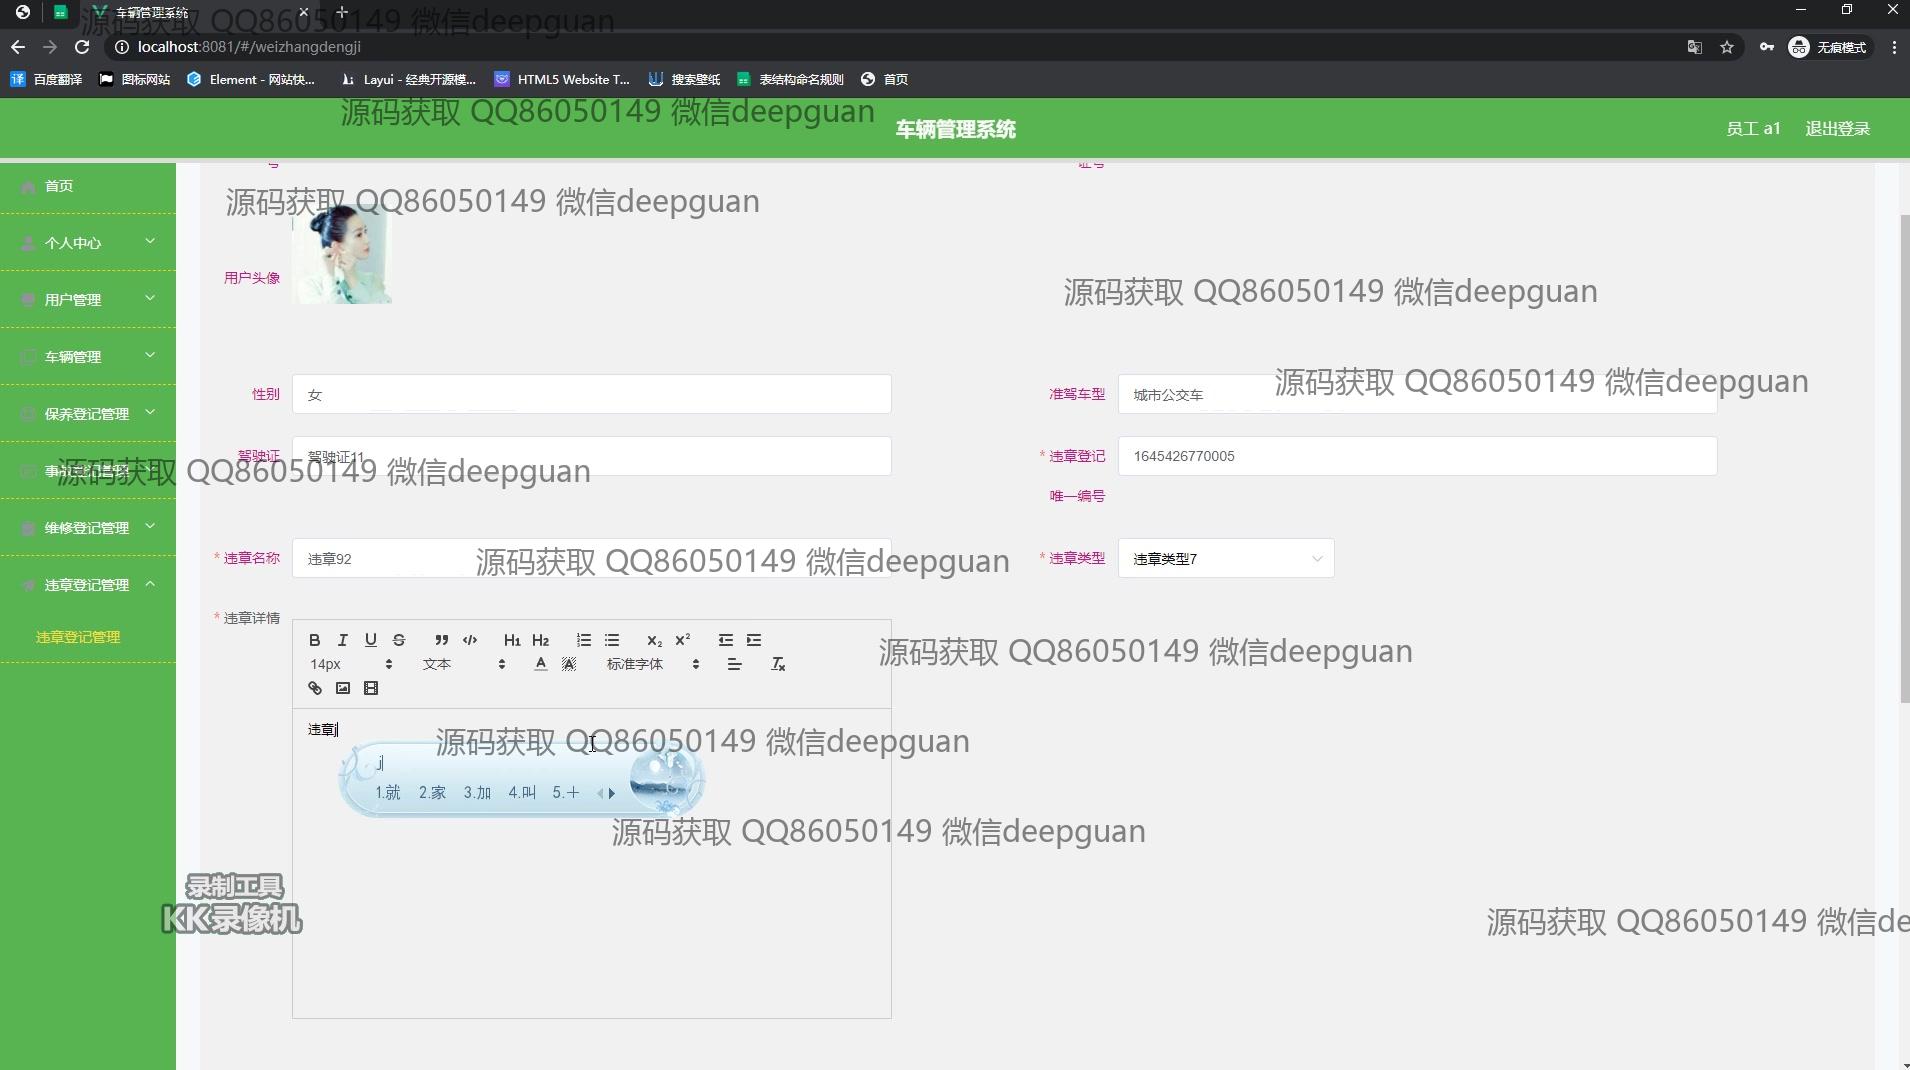 车辆管理系统
源码获取 QQ86050149 微信deepguan
localhost:8081/#/weizhangdengji
无痕模式
百度翻译
图标网站
Element - 网站快...
Layui - 经典开源模...
HTML5 Website T...
搜索壁纸
表结构命名规则
首页
源码获取 QQ86050149 微信deepguan
车辆管理系统
员工 a1
退出登录
首页
个人中心
用户管理
车辆管理
保养登记管理
维修登记管理
违章登记管理
违章登记管理
号
证号
源码获取 QQ86050149 微信deepguan
用户头像
源码获取 QQ86050149 微信deepguan
性别
女
准驾车型
城市公交车
源码获取 QQ86050149 微信deepguan
驾驶证
驾驶证11
* 违章登记
唯一编号
1645426770005
源码获取 QQ86050149 微信deepguan
* 违章名称
违章92
源码获取 QQ86050149 微信deepguan
* 违章类型
违章类型7
* 违章详情
B I U S H1 H2 X2 X2
14px
文本
A A
标准字体
Tx
源码获取 QQ86050149 微信deepguan
违章j
源码获取 QQ86050149 微信deepguan
j
1.就 2.家 3.加 4.叫 5.十
源码获取 QQ86050149 微信deepguan
录制工具
KK录像机
源码获取 QQ86050149 微信de